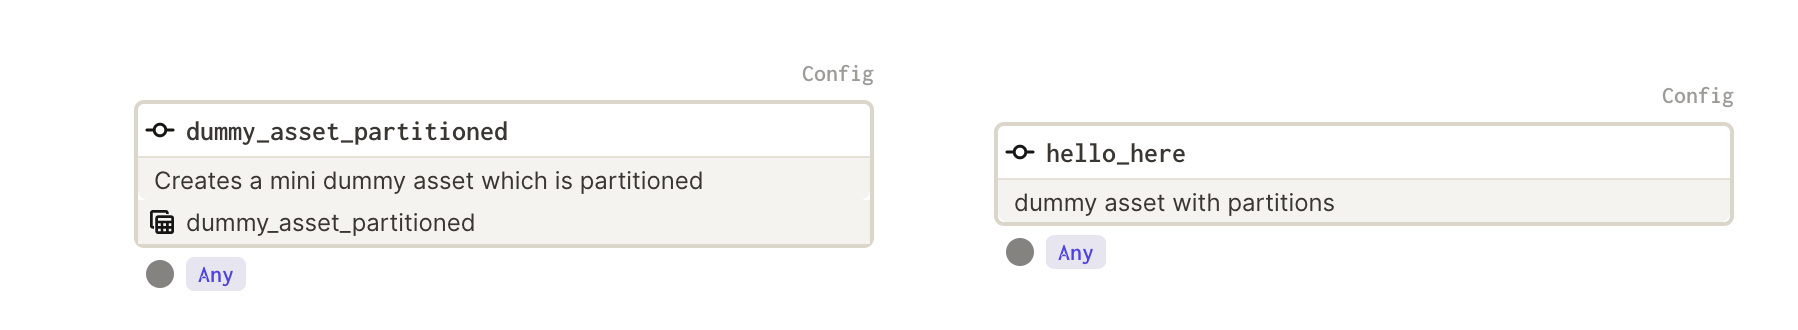 Config
dummy_asset_partitioned
Creates a mini dummy asset which is partitioned
dummy_asset_partitioned
Any
Config
hello_here
dummy asset with partitions
Any